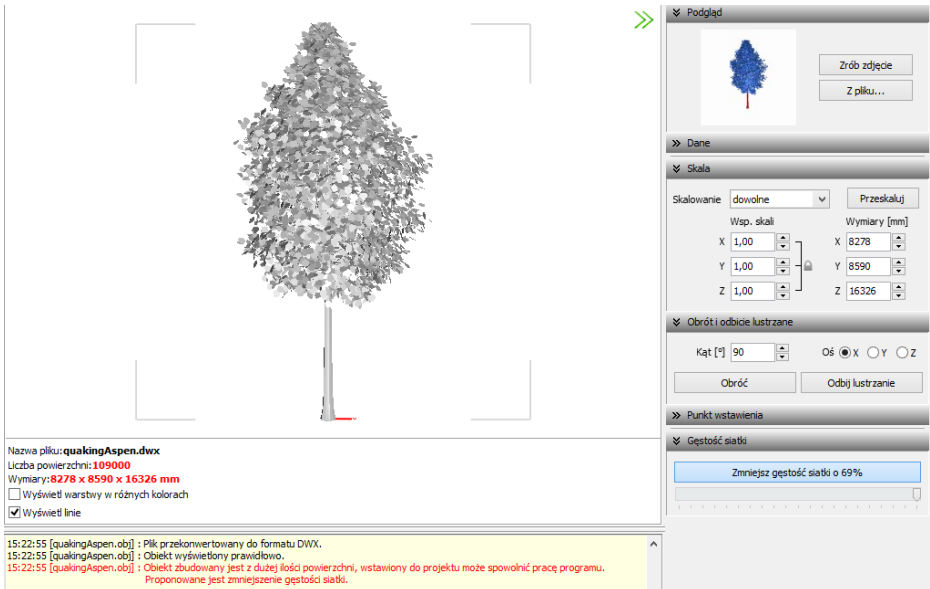 Podgląd
Zrób zdjęcie
Z pliku...
Dane
Skala
Skalowanie dowolne Przeskaluj
Wsp. skali Wymiary [mm]
X 1,00 X 8278
Y 1,00 Y 8590
Z 1,00 Z 16326
Obrót i odbicie lustrzane
Kąt [°] 90 Oś X Y Z
Obróć Odbij lustrzanie
Punkt wstawienia
Gęstość siatki
Zmniejsz gęstość siatki o 69%
Nazwa pliku:quakingAspen.dwx
Liczba powierzchni:109000
Wymiary:8278 x 8590 x 16326 mm
Wyświetl warstwy w różnych kolorach
Wyświetl linie
15:22:55 [quakingAspen.obj] : Plik przekonwertowany do formatu DWX.
15:22:55 [quakingAspen.obj] : Obiekt wyświetlony prawidłowo.
15:22:55 [quakingAspen.obj] : Obiekt zbudowany jest z dużej ilości powierzchni, wstawiony do projektu może spowolnić pracę programu.
Proponowane jest zmniejszenie gęstości siatki.